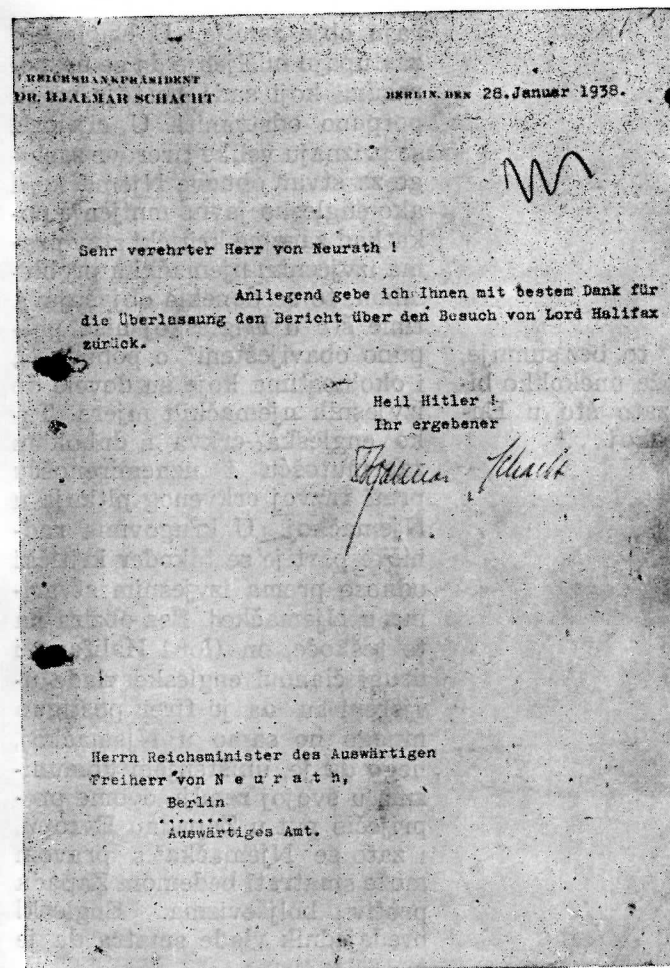 REICHSBANKPRÄSIDENT
DR. HJALMAR SCHACHT
BERLIN, DEN 28.Januar 1938.
Sehr verehrter Herr von Neurath !
Anliegend gebe ich Ihnen mit bestem Dank für
die Überlassung den Bericht über den Besuch von Lord Halifax
zurück.
Heil Hitler !
Ihr ergebener
Hjalmar Schacht
Herrn Reichsminister des Auswärtigen
Freiherr von N e u r a t h,
Berlin
Auswärtiges Amt.